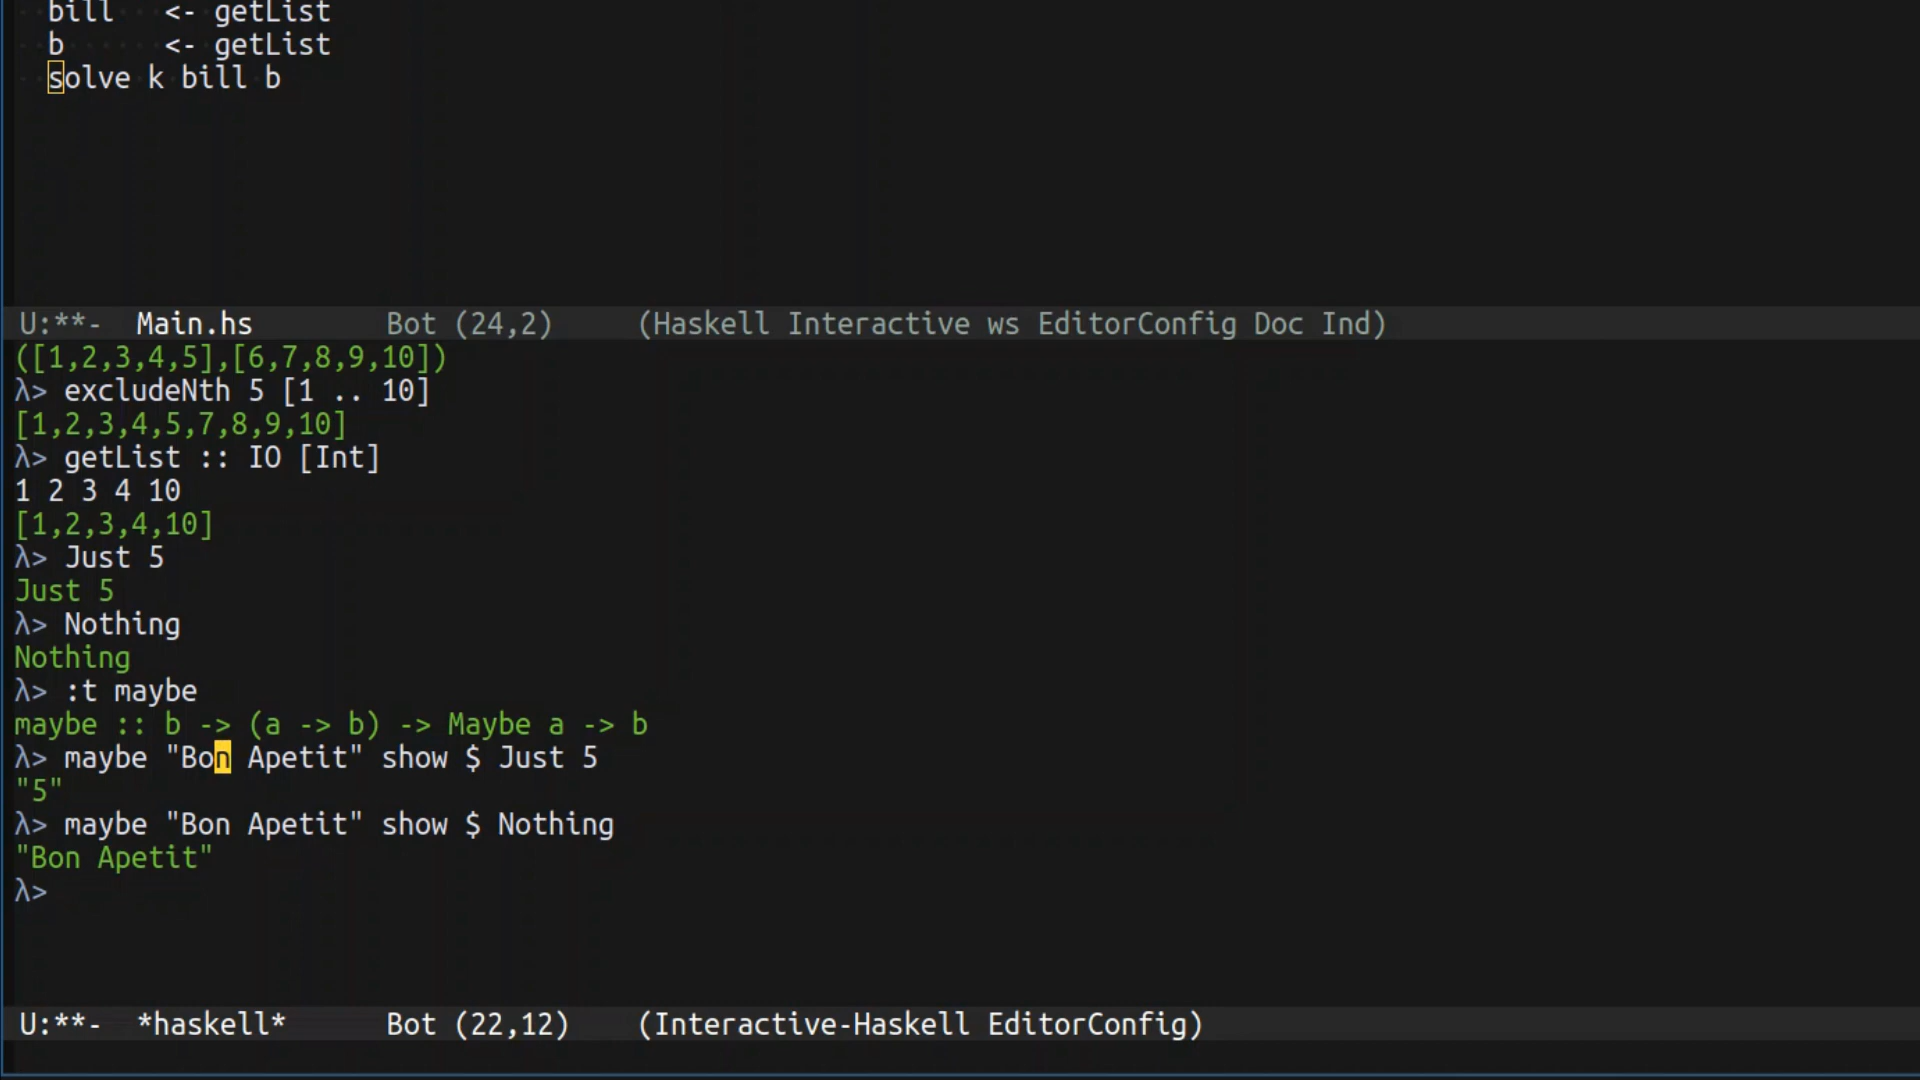 bill <- getList
b <- getList
solve k bill b
U:**- Main.hs Bot (24,2) (Haskell Interactive ws EditorConfig Doc Ind)
([1,2,3,4,5],[6,7,8,9,10])
λ> excludeNth 5 [1 .. 10]
[1,2,3,4,5,7,8,9,10]
λ> getList :: IO [Int]
1 2 3 4 10
[1,2,3,4,10]
λ> Just 5
Just 5
λ> Nothing
Nothing
λ> :t maybe
maybe :: b -> (a -> b) -> Maybe a -> b
λ> maybe "Bon Apetit" show $ Just 5
"5"
λ> maybe "Bon Apetit" show $ Nothing
"Bon Apetit"
λ>
U:**- *haskell* Bot (22,12) (Interactive-Haskell EditorConfig)